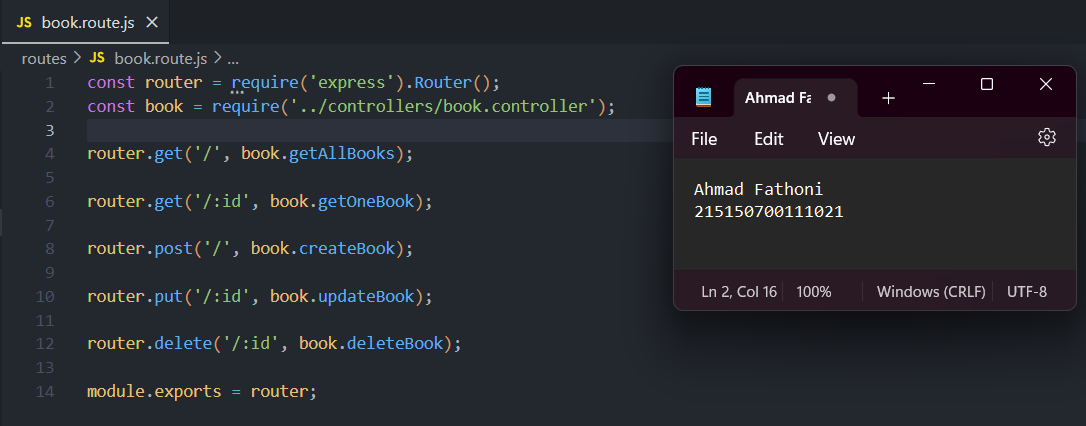 JS book.route.js ×
routes > JS book.route.js > ...
1 const router = require('express').Router();
2 const book = require('../controllers/book.controller');
3
4 router.get('/', book.getAllBooks);
5
6 router.get('/:id', book.getOneBook);
7
8 router.post('/', book.createBook);
9
10 router.put('/:id', book.updateBook);
11
12 router.delete('/:id', book.deleteBook);
13
14 module.exports = router;
Ahmad Fa
File Edit View
Ahmad Fathoni
215150700111021
Ln 2, Col 16 100% Windows (CRLF) UTF-8